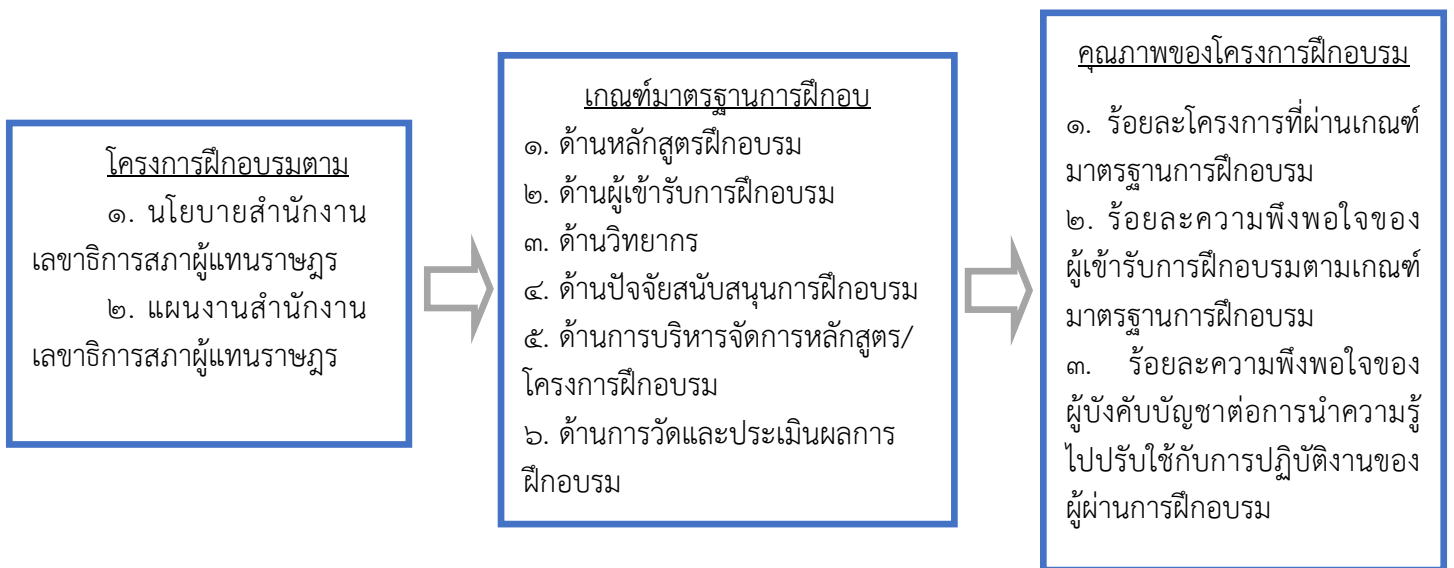 โครงการฝึกอบรมตาม
๑. นโยบายสำนักงาน
เลขาธิการสภาผู้แทนราษฎร
๒. แผนงานสำนักงาน
เลขาธิการสภาผู้แทนราษฎร
เกณฑ์มาตรฐานการฝึกอบ
๑. ด้านหลักสูตรฝึกอบรม
๒. ด้านผู้เข้ารับการฝึกอบรม
๓. ด้านวิทยากร
๔. ด้านปัจจัยสนับสนุนการฝึกอบรม
๕. ด้านการบริหารจัดการหลักสูตร/
โครงการฝึกอบรม
๖. ด้านการวัดและประเมินผลการ
ฝึกอบรม
คุณภาพของโครงการฝึกอบรม
๑. ร้อยละโครงการที่ผ่านเกณฑ์
มาตรฐานการฝึกอบรม
๒. ร้อยละความพึงพอใจของ
ผู้เข้ารับการฝึกอบรมตามเกณฑ์
มาตรฐานการฝึกอบรม
๓. ร้อยละความพึงพอใจของ
ผู้บังคับบัญชาต่อการนำความรู้
ไปปรับใช้กับการปฏิบัติงานของ
ผู้ผ่านการฝึกอบรม